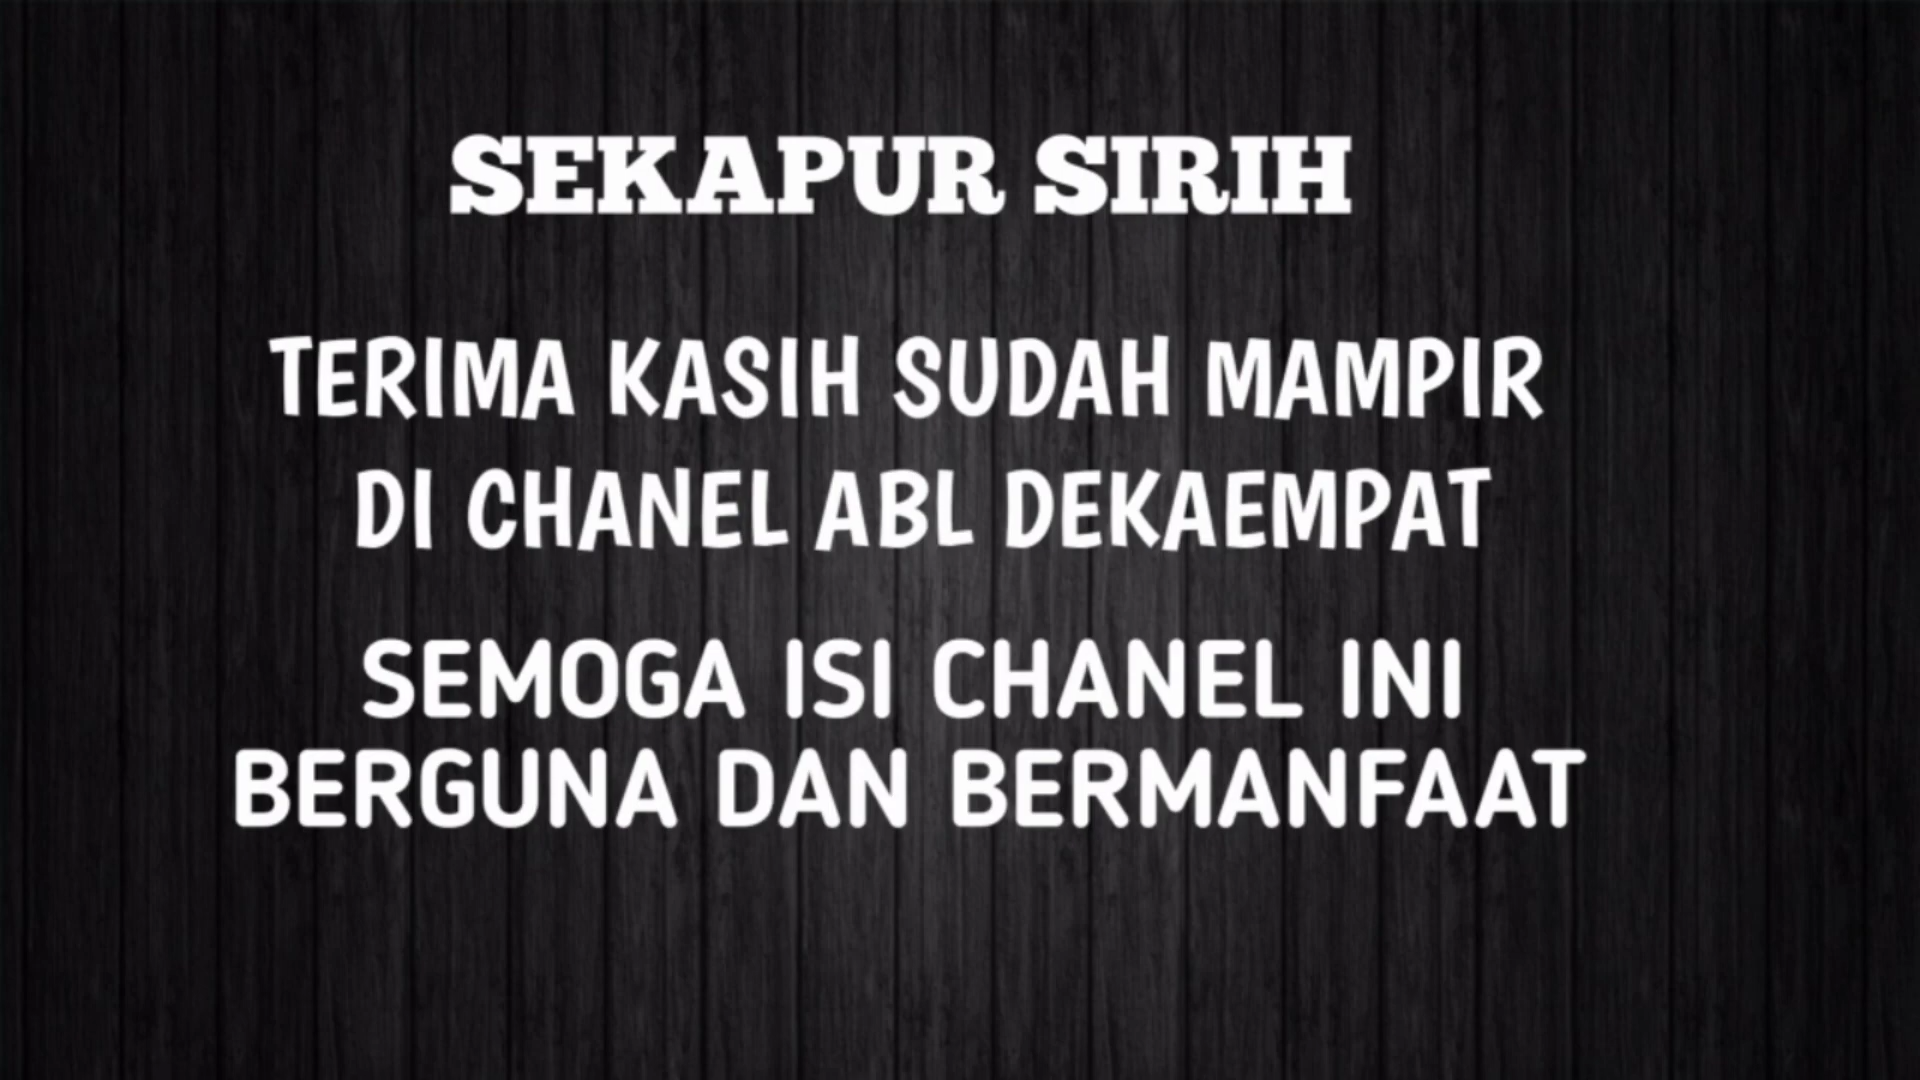 SEKAPUR SIRIH
TERIMA KASIH SUDAH MAMPIR
DI CHANEL ABL DEKAEMPAT
SEMOGA ISI CHANEL INI
BERGUNA DAN BERMANFAAT